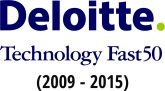 Deloitte.
Technology Fast50
(2009 - 2015)